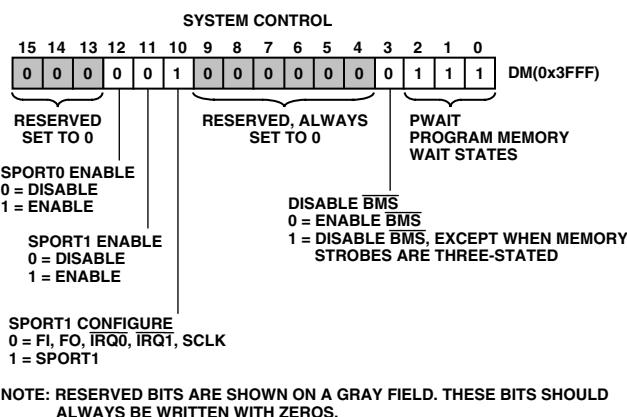 SYSTEM CONTROL
15 14 13 12 11 10 9 8 7 6 5 4 3 2 1 0
0 0 0 0 0 1 0 0 0 0 0 0 0 1 1 1 DM(0x3FFF)
RESERVED
SET TO 0
RESERVED, ALWAYS
SET TO 0
PWAIT
PROGRAM MEMORY
WAIT STATES
SPORT0 ENABLE
0 = DISABLE
1 = ENABLE
DISABLE BMS
0 = ENABLE BMS
1 = DISABLE BMS, EXCEPT WHEN MEMORY
STROBES ARE THREE-STATED
SPORT1 ENABLE
0 = DISABLE
1 = ENABLE
SPORT1 CONFIGURE
0 = FI, FO, IRQ0, IRQ1, SCLK
1 = SPORT1
NOTE: RESERVED BITS ARE SHOWN ON A GRAY FIELD. THESE BITS SHOULD
ALWAYS BE WRITTEN WITH ZEROS.